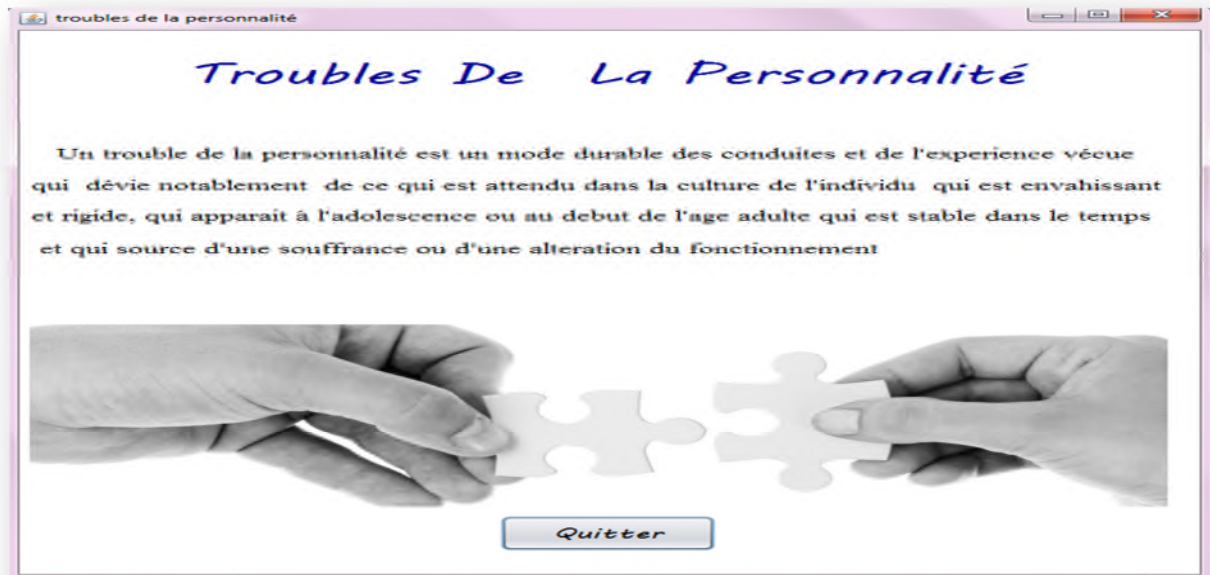 troubles de la personnalité
Troubles De La Personnalité
Un trouble de la personnalité est un mode durable des conduites et de l'experience vécue
qui dévie notablement de ce qui est attendu dans la culture de l'individu qui est envahissant
et rigide, qui apparait à l'adolescence ou au debut de l'age adulte qui est stable dans le temps
et qui source d'une souffrance ou d'une alteration du fonctionnement
Quitter